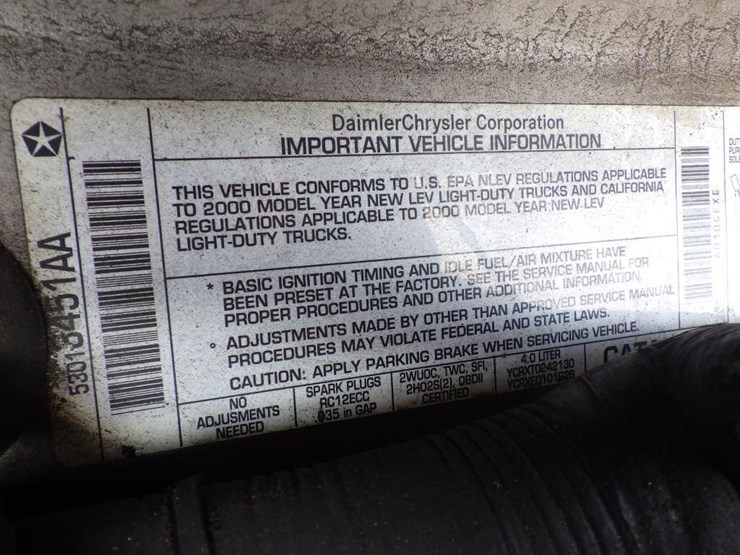 DaimlerChrysler Corporation
IMPORTANT VEHICLE INFORMATION
THIS VEHICLE CONFORMS TO U.S. EPA NLEV REGULATIONS APPLICABLE
TO 2000 MODEL YEAR NEW LEV LIGHT-DUTY TRUCKS AND CALIFORNIA
REGULATIONS APPLICABLE TO 2000 MODEL YEAR NEW LEV
LIGHT-DUTY TRUCKS.
* BASIC IGNITION TIMING AND IDLE FUEL/AIR MIXTURE HAVE
BEEN PRESET AT THE FACTORY. SEE THE SERVICE MANUAL FOR
PROPER PROCEDURES AND OTHER ADDITIONAL INFORMATION.
° ADJUSTMENTS MADE BY OTHER THAN APPROVED SERVICE MANUAL
PROCEDURES MAY VIOLATE FEDERAL AND STATE LAWS.
CAUTION: APPLY PARKING BRAKE WHEN SERVICING VEHICLE.
NO
ADJUSMENTS
NEEDED
SPARK PLUGS
RC12ECC
.035 in GAP
2WUOC, TWC, SFI,
2HO2S(2), OBDII
CERTIFIED
4.0 LITER
YCRXT0242130